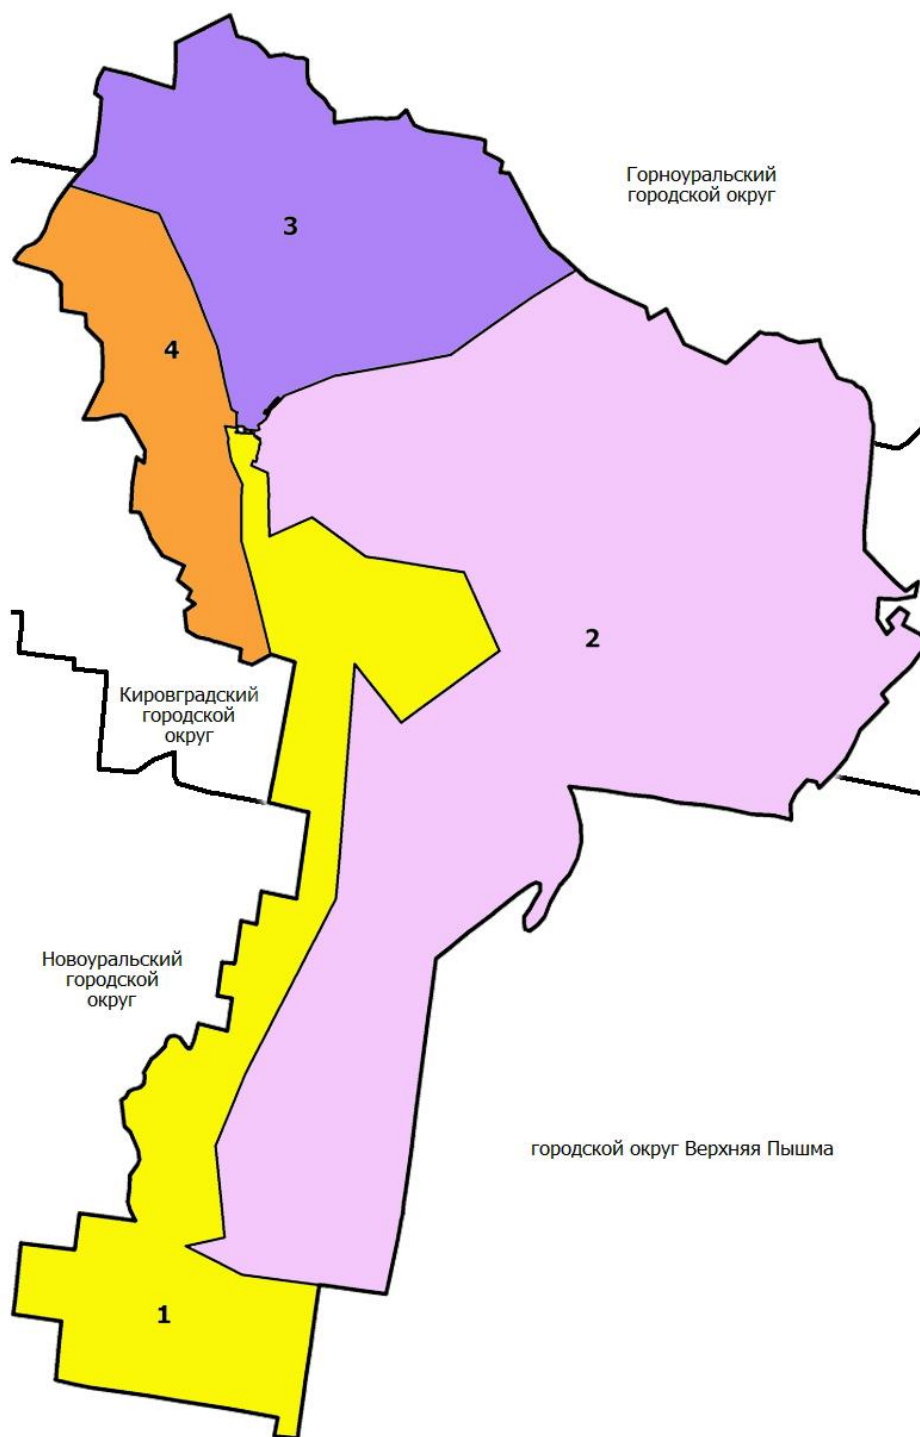 Горноуральский
городской округ
3
4
2
Кировградский
городской
округ
Новоуральский
городской
округ
городской округ Верхняя Пышма
1